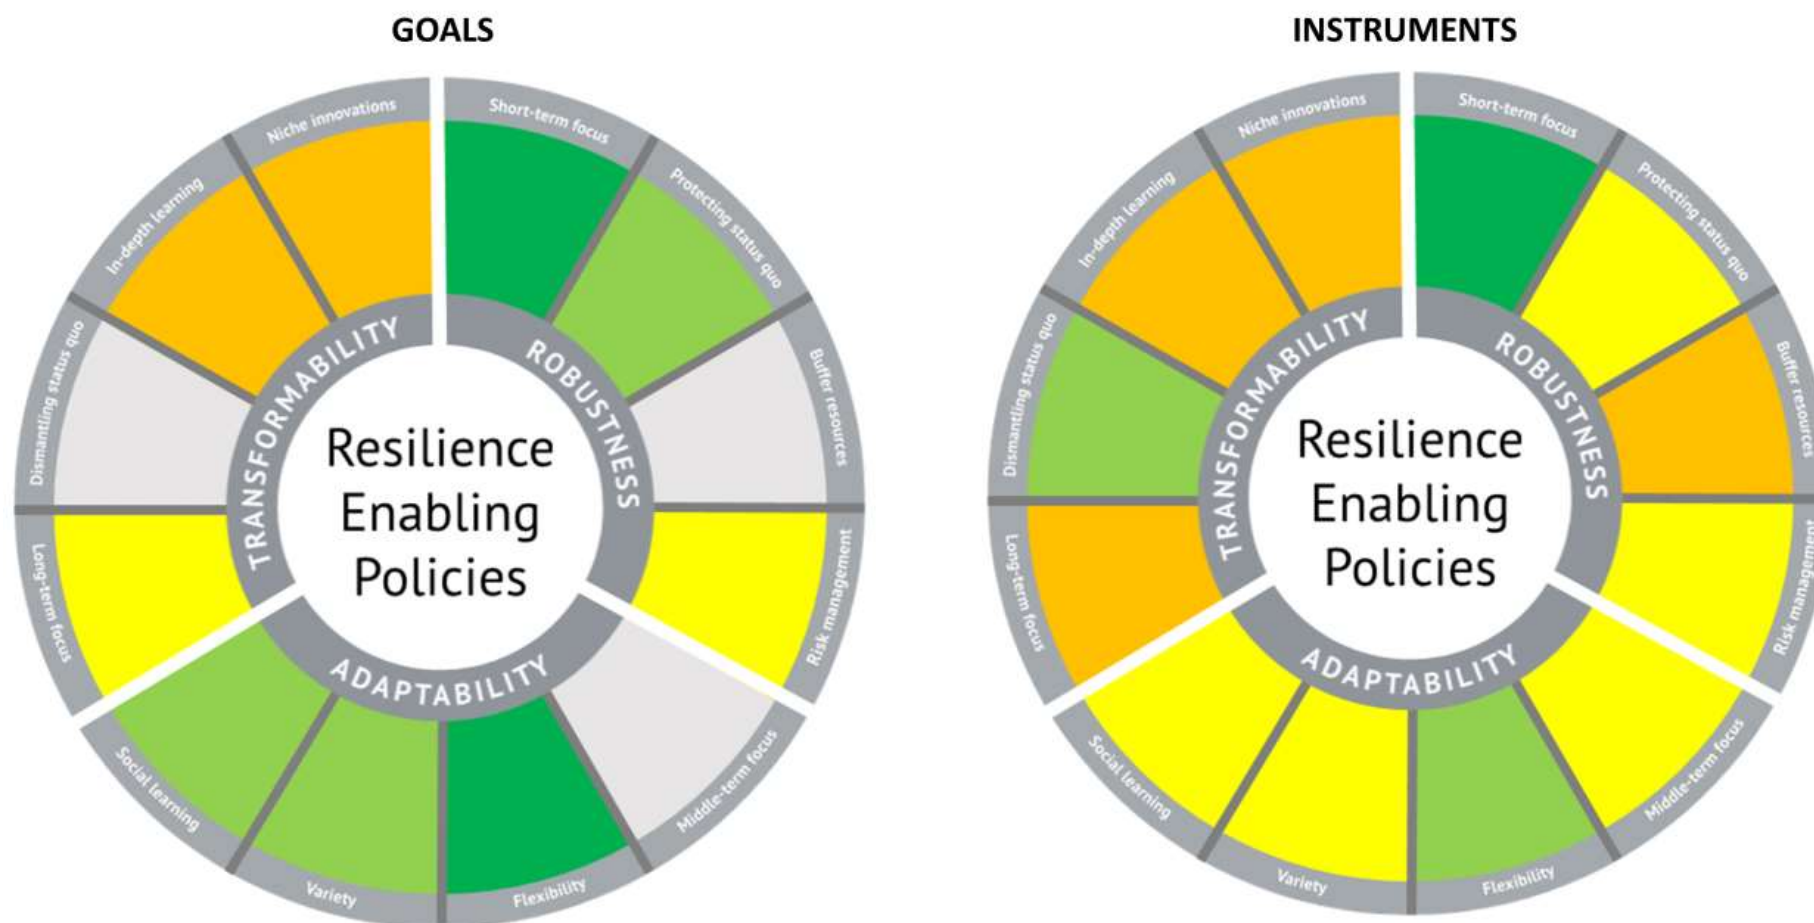 GOALS
Niche innovations
Short-term focus
In-depth learning
Protecting status quo
Dismantling status quo
Buffer resources
TRANSFORMABILITY
ROBUSTNESS
Resilience
Enabling
Policies
Long-term focus
Risk management
ADAPTABILITY
Social learning
Middle-term focus
Variety
Flexibility
INSTRUMENTS
Niche innovations
Short-term focus
In-depth learning
Protecting status quo
Dismantling status quo
Buffer resources
TRANSFORMABILITY
ROBUSTNESS
Resilience
Enabling
Policies
Long-term focus
Risk management
ADAPTABILITY
Social learning
Middle-term focus
Variety
Flexibility